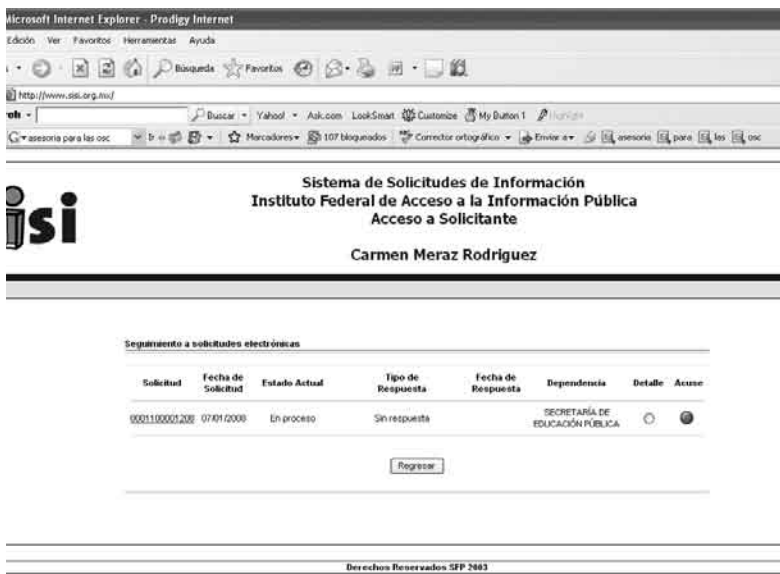 Microsoft Internet Explorer - Prodigy Internet
Edición Ver Favoritos Herramientas Ayuda
Búsqueda Favoritos
http://www.sisi.org.mx/
Buscar Yahoo! Ask.com LookSmart Customize My Button 1 Highlight
G asesoria para las osc Ir Marcadores 107 bloqueados Corrector ortográfico Enviar a asesoria para las osc
isi
Sistema de Solicitudes de Información
Instituto Federal de Acceso a la Información Pública
Acceso a Solicitante
Carmen Meraz Rodriguez
Seguimiento a solicitudes electrónicas
Solicitud Fecha de Solicitud Estado Actual Tipo de Respuesta Fecha de Respuesta Dependencia Detalle Acuse
0001100001208 07/01/2008 En proceso Sin respuesta SECRETARÍA DE EDUCACIÓN PÚBLICA
Regresar
Derechos Reservados SFP 2003